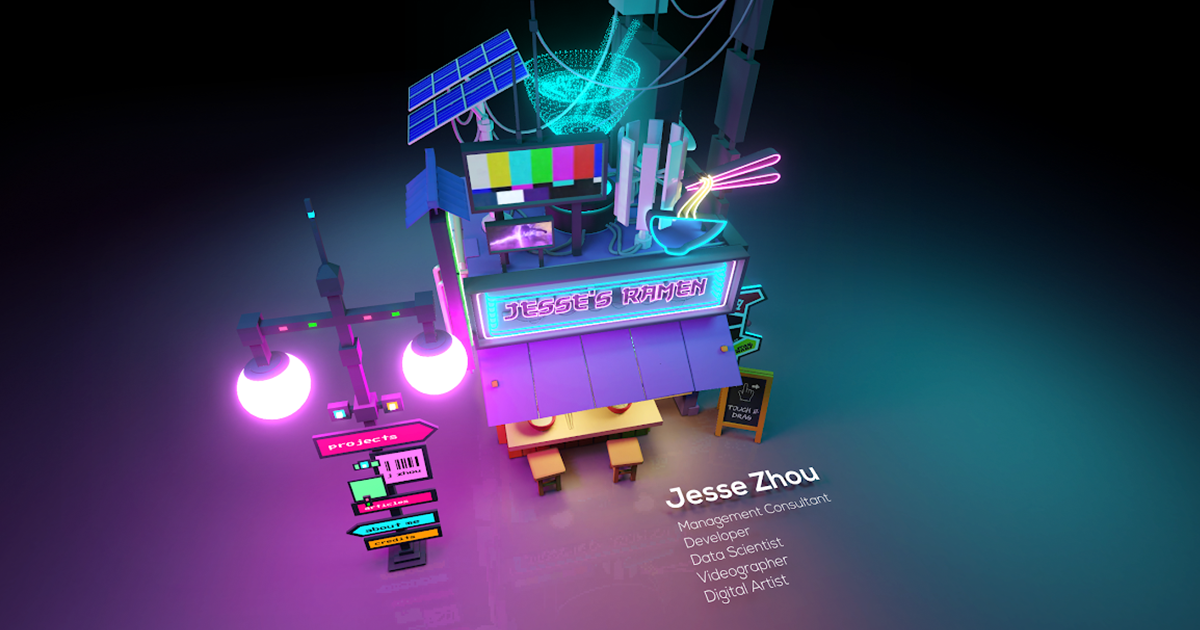 JESSE'S RAMEN
TOUCH &
DRAG
projects
j zhou
articles
about me
credits
Jesse Zhou
Management Consultant
Developer
Data Scientist
Videographer
Digital Artist